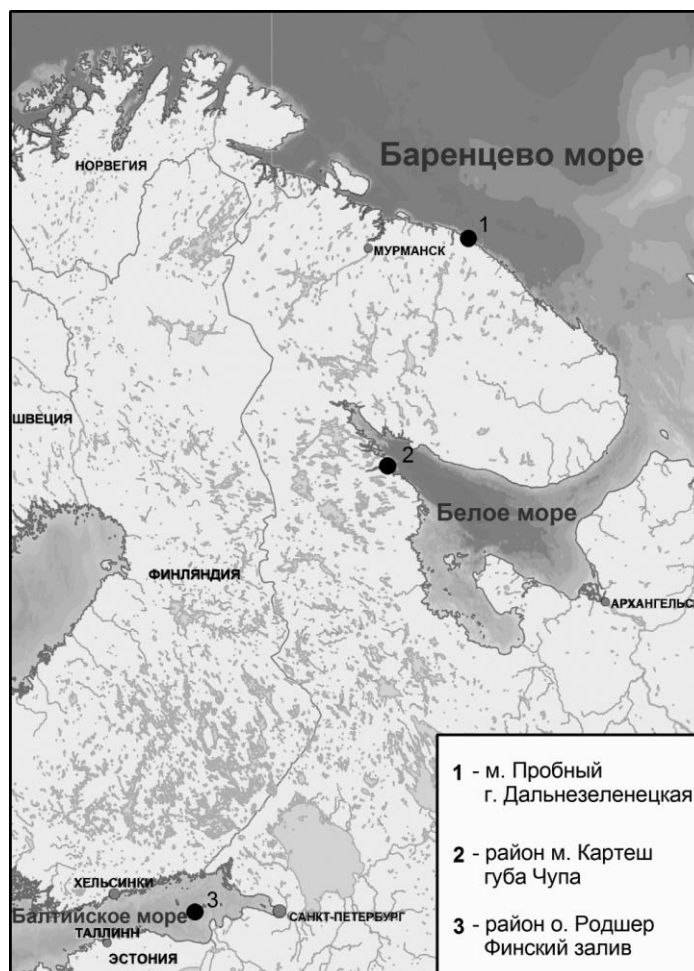 Баренцево море
НОРВЕГИЯ
1
МУРМАНСК
ШВЕЦИЯ
2
Белое море
ФИНЛЯНДИЯ
АРХАНГЕЛЬС
1 - м. Пробный
г. Дальнезеленецкая
2 - район м. Картеш
губа Чупа
3 - район о. Родшер
Финский залив
ХЕЛЬСИНКИ
3
Балтийское море
САНКТ-ПЕТЕРБУРГ
ТАЛЛИНН
ЭСТОНИЯ